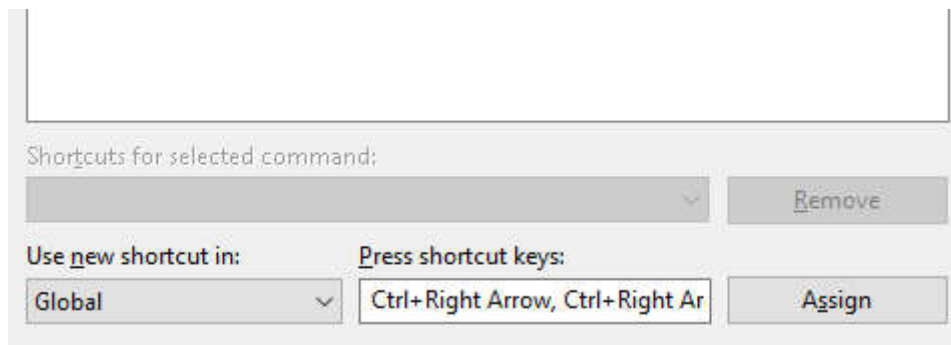 Shortcuts for selected command:
Remove
Use new shortcut in:
Press shortcut keys:
Global
Ctrl+Right Arrow, Ctrl+Right Ar
Assign